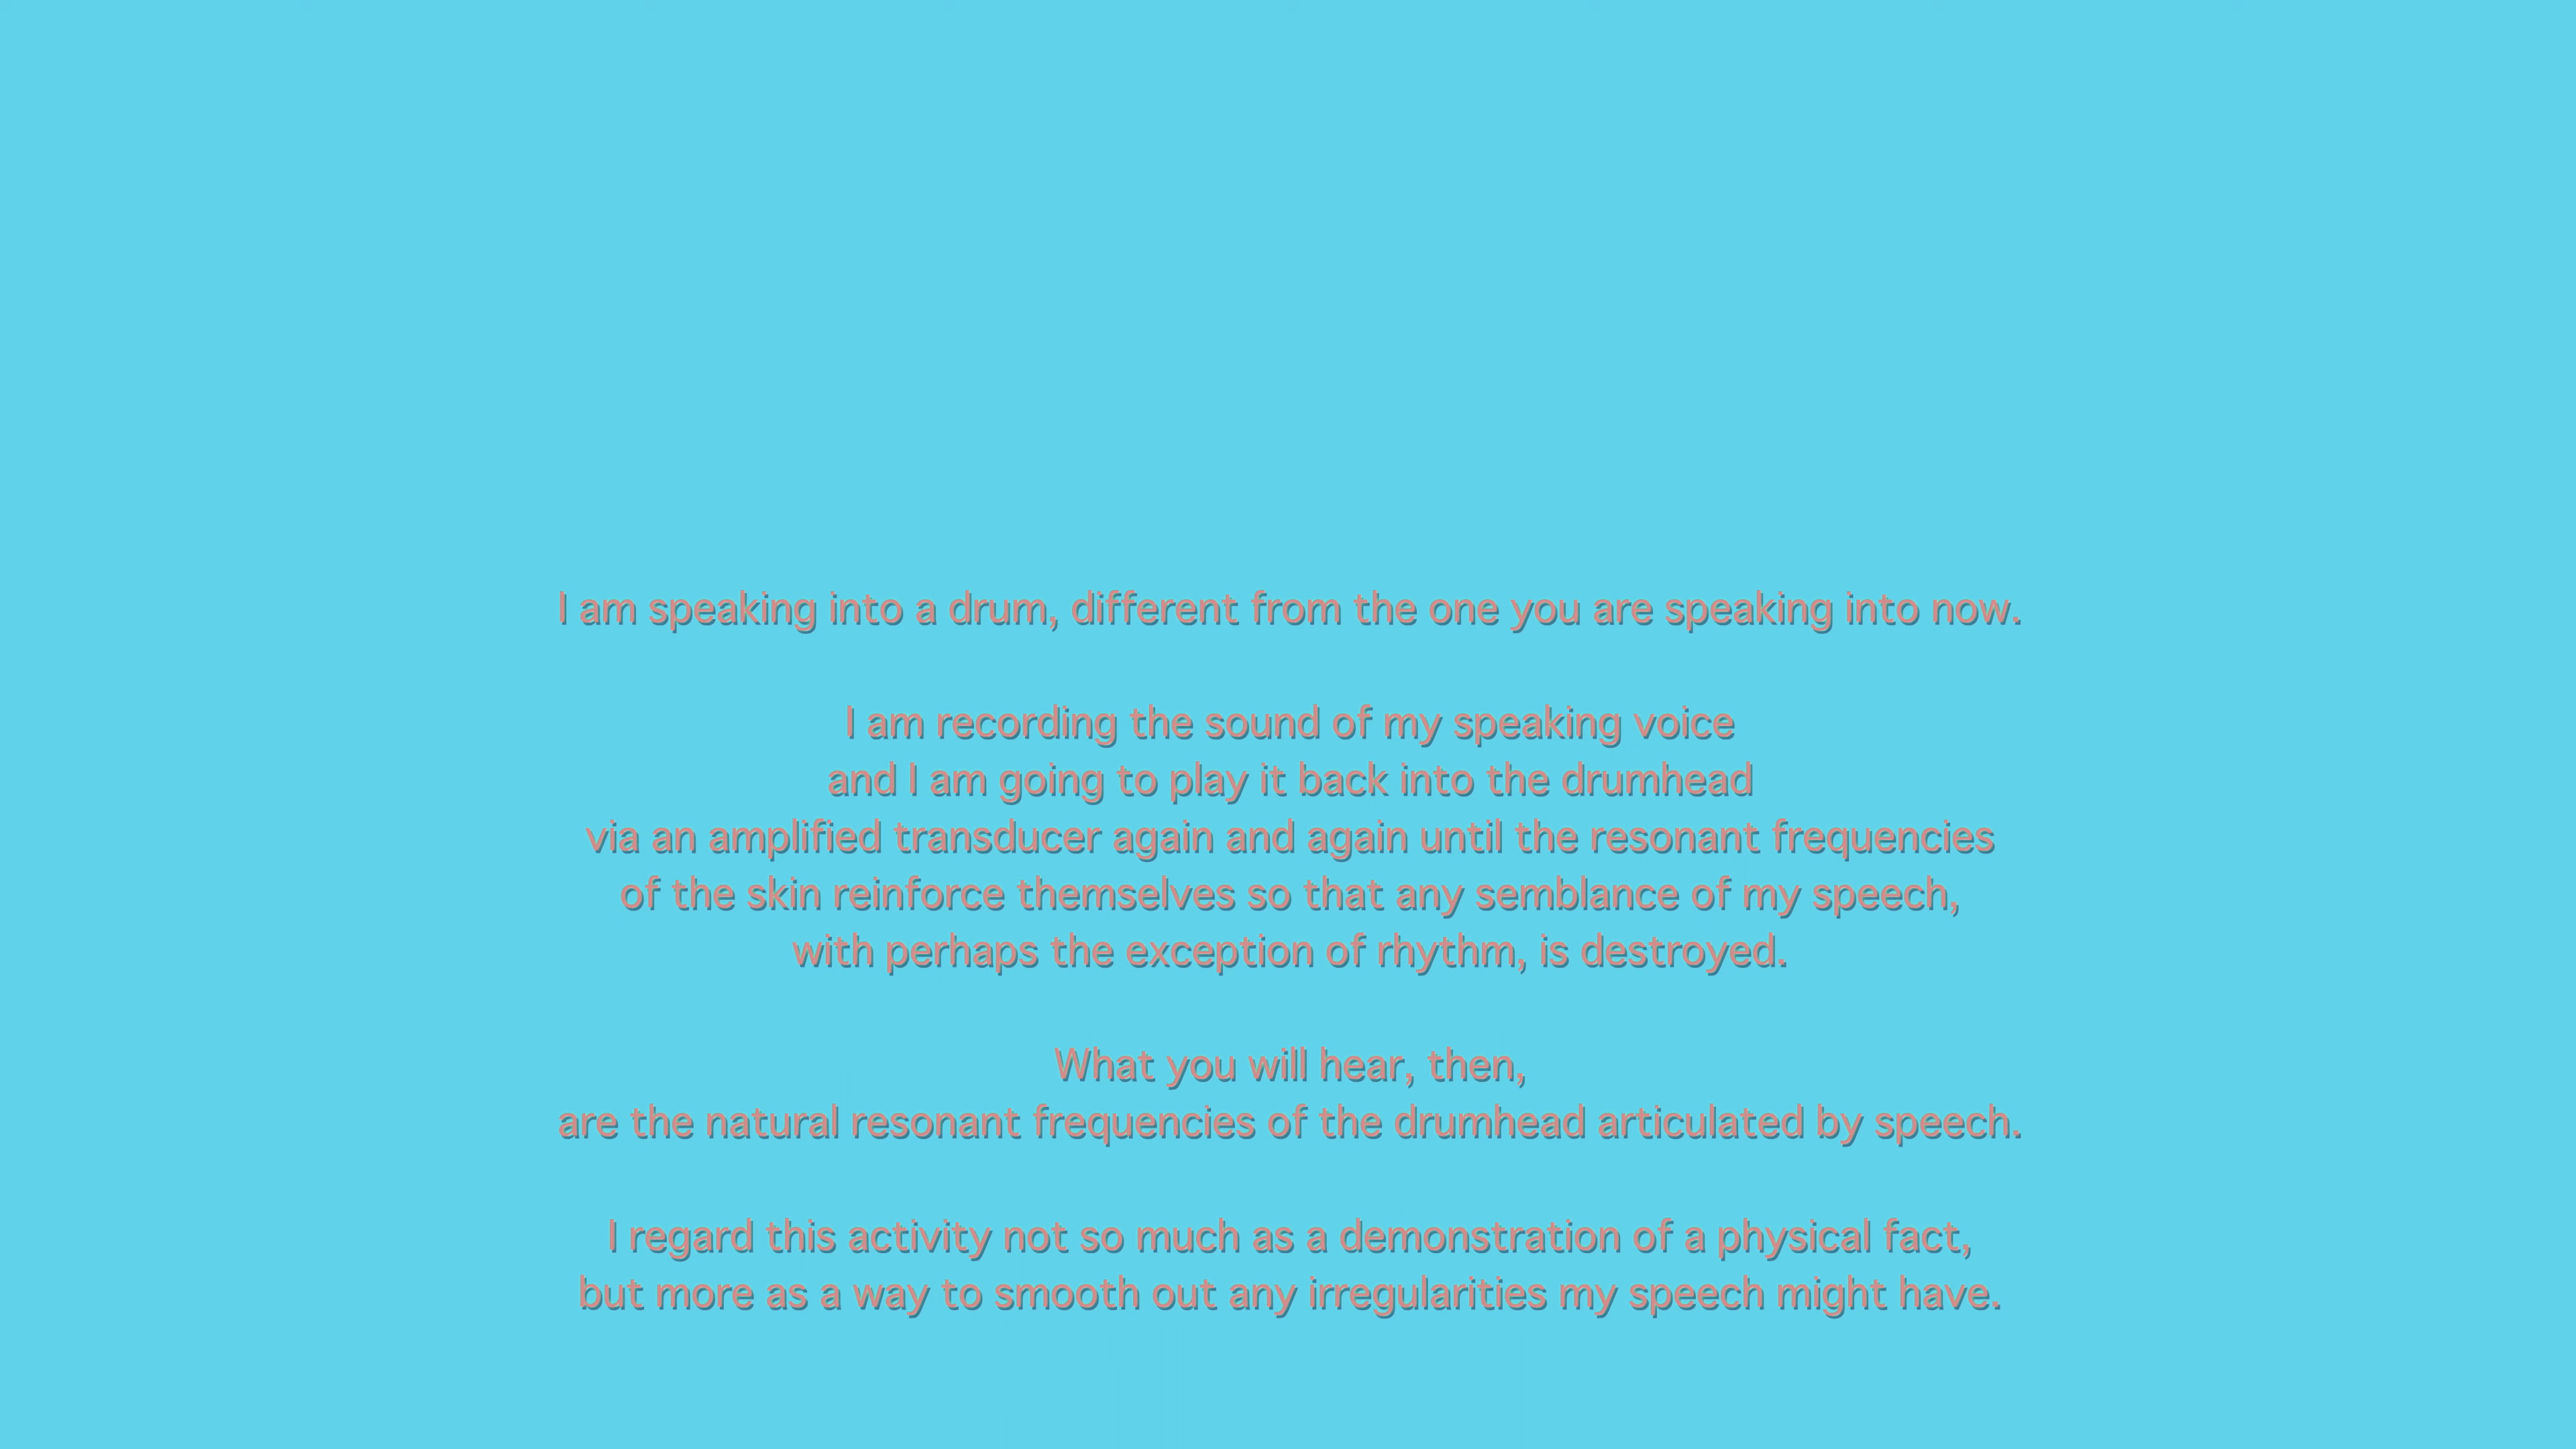 I am speaking into a drum, different from the one you are speaking into now.
I am recording the sound of my speaking voice
and I am going to play it back into the drumhead
via an amplified transducer again and again until the resonant frequencies
of the skin reinforce themselves so that any semblance of my speech,
with perhaps the exception of rhythm, is destroyed.
What you will hear, then,
are the natural resonant frequencies of the drumhead articulated by speech.
I regard this activity not so much as a demonstration of a physical fact,
but more as a way to smooth out any irregularities my speech might have.